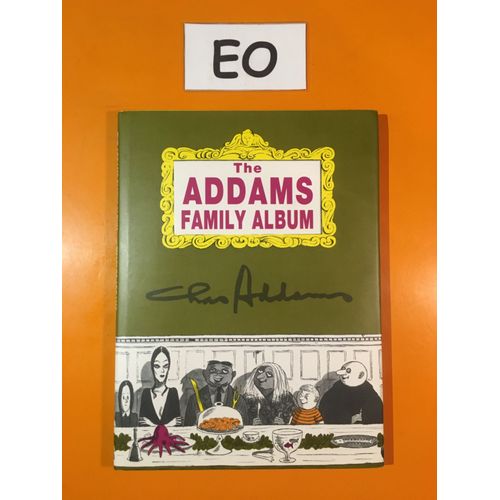 EO
The
ADDAMS
FAMILY ALBUM
Chas Addams